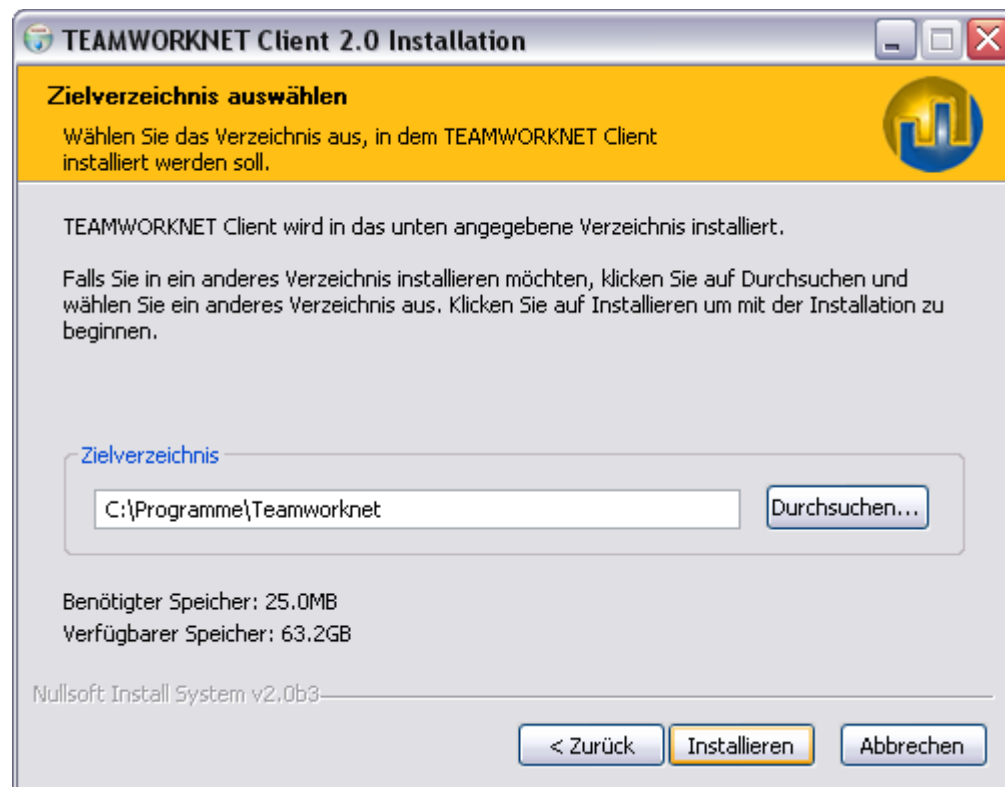 TEAMWORKNET Client 2.0 Installation
Zielverzeichnis auswählen
Wählen Sie das Verzeichnis aus, in dem TEAMWORKNET Client
installiert werden soll.
TEAMWORKNET Client wird in das unten angegebene Verzeichnis installiert.
Falls Sie in ein anderes Verzeichnis installieren möchten, klicken Sie auf Durchsuchen und
wählen Sie ein anderes Verzeichnis aus. Klicken Sie auf Installieren um mit der Installation zu
beginnen.
Zielverzeichnis
C:\Programme\Teamworknet
Durchsuchen...
Benötigter Speicher: 25.0MB
Verfügbarer Speicher: 63.2GB
Nullsoft Install System v2.0b3
< Zurück
Installieren
Abbrechen